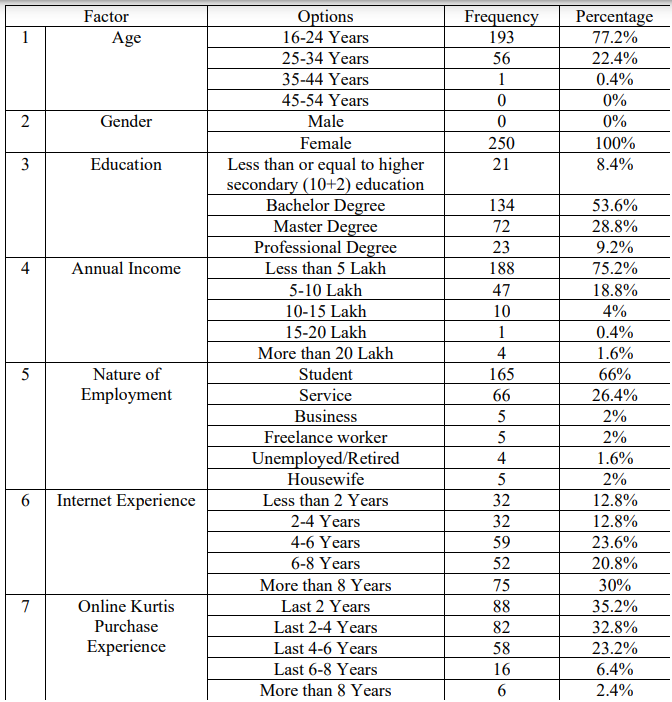 Factor Options Frequency Percentage
1 Age 16-24 Years 193 77.2%
25-34 Years 56 22.4%
35-44 Years 1 0.4%
45-54 Years 0 0%
2 Gender Male 0 0%
Female 250 100%
3 Education Less than or equal to higher 21 8.4%
secondary (10+2) education
Bachelor Degree 134 53.6%
Master Degree 72 28.8%
Professional Degree 23 9.2%
4 Annual Income Less than 5 Lakh 188 75.2%
5-10 Lakh 47 18.8%
10-15 Lakh 10 4%
15-20 Lakh 1 0.4%
More than 20 Lakh 4 1.6%
5 Nature of Student 165 66%
Employment Service 66 26.4%
Business 5 2%
Freelance worker 5 2%
Unemployed/Retired 4 1.6%
Housewife 5 2%
6 Internet Experience Less than 2 Years 32 12.8%
2-4 Years 32 12.8%
4-6 Years 59 23.6%
6-8 Years 52 20.8%
More than 8 Years 75 30%
7 Online Kurtis Last 2 Years 88 35.2%
Purchase Last 2-4 Years 82 32.8%
Experience Last 4-6 Years 58 23.2%
Last 6-8 Years 16 6.4%
More than 8 Years 6 2.4%